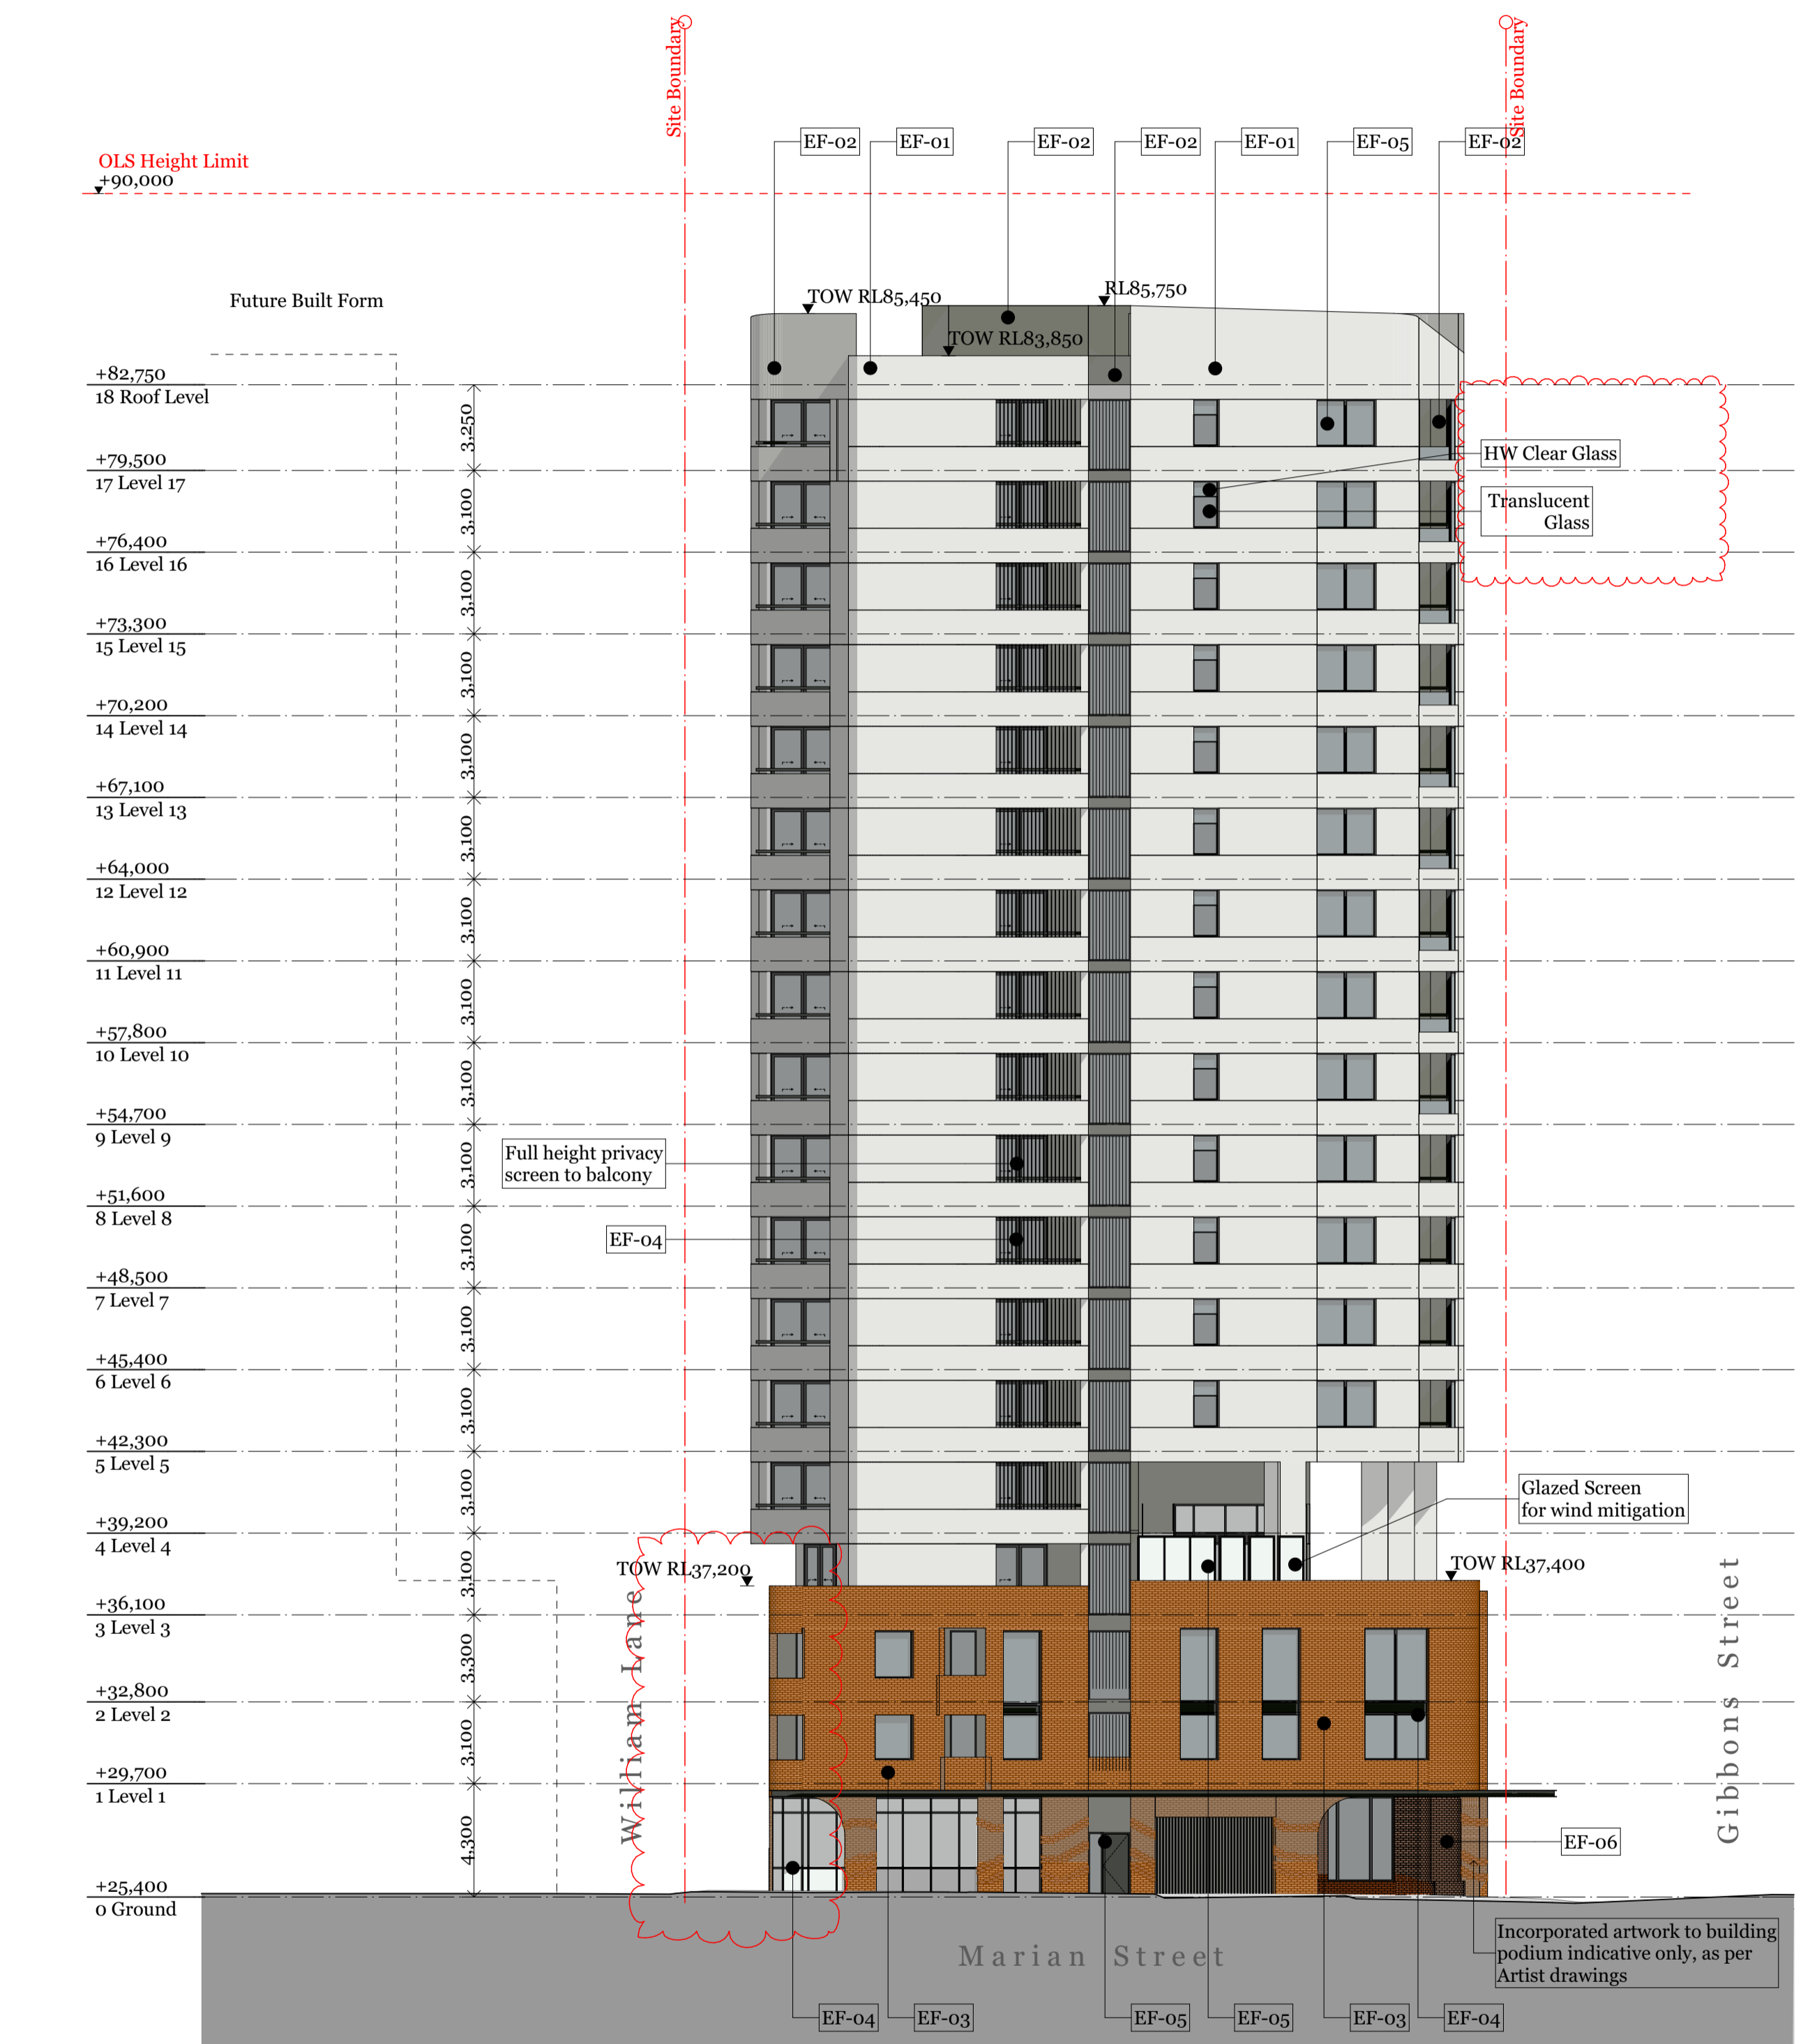 Site Boundary
Site Boundary
EF-02
EF-01
EF-02
EF-02
EF-01
EF-05
EF-02
OLS Height Limit
+90,000
Future Built Form
TOW RL85,450
RL85,750
TOW RL83,850
+82,750
18 Roof Level
3,250
+79,500
17 Level 17
HW Clear Glass
Translucent
Glass
3,100
+76,400
16 Level 16
3,100
+73,300
15 Level 15
3,100
+70,200
14 Level 14
3,100
+67,100
13 Level 13
3,100
+64,000
12 Level 12
3,100
+60,900
11 Level 11
3,100
+57,800
10 Level 10
3,100
+54,700
9 Level 9
Full height privacy
screen to balcony
3,100
+51,600
8 Level 8
EF-04
3,100
+48,500
7 Level 7
3,100
+45,400
6 Level 6
3,100
+42,300
5 Level 5
3,100
Glazed Screen
for wind mitigation
+39,200
4 Level 4
3,100
TOW RL37,200
TOW RL37,400
+36,100
3 Level 3
3,300
+32,800
2 Level 2
3,100
+29,700
1 Level 1
4,300
William Lane
Gibbons Street
EF-06
+25,400
0 Ground
Marian Street
Incorporated artwork to building
podium indicative only, as per
Artist drawings
EF-04
EF-03
EF-05
EF-05
EF-03
EF-04